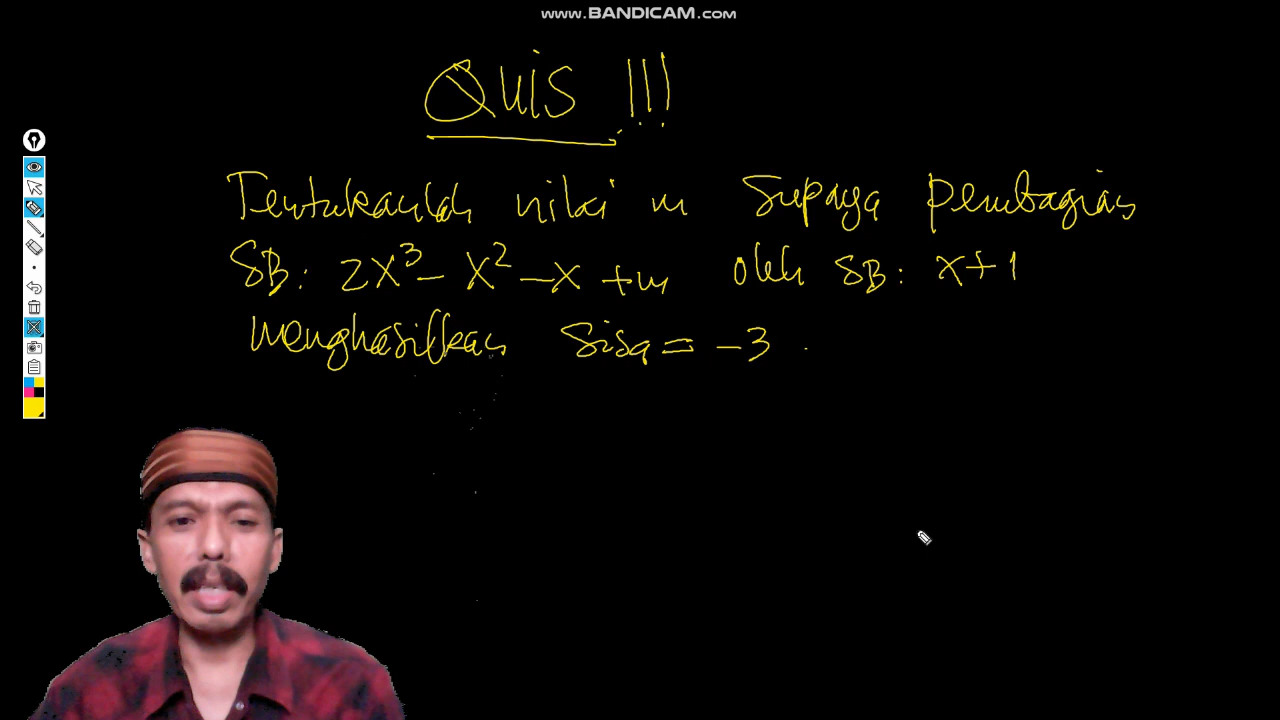 www.BANDICAM.com
Quis !!!
Tentukanlah nilai m Supaya pembagian
SB: 2x³ - x² - x + m oleh SB: x + 1
Menghasilkan Sisa = -3 .